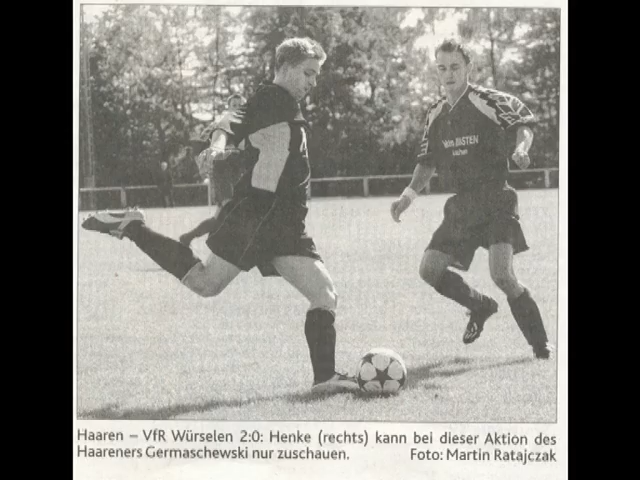 Haaren – VfR Würselen 2:0: Henke (rechts) kann bei dieser Aktion des
Haareners Germaschewski nur zuschauen. Foto: Martin Ratajczak